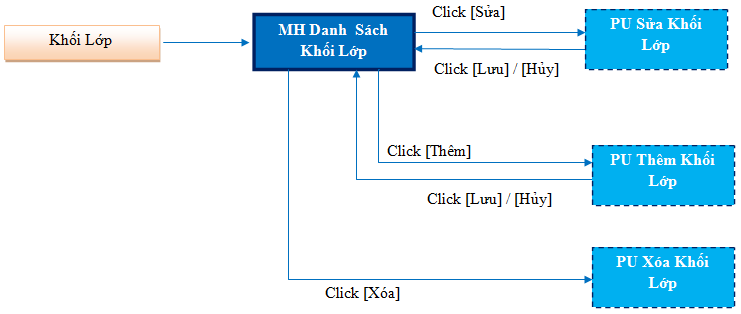 Click [Sửa]
Khối Lớp
MH Danh Sách
Khối Lớp
PU Sửa Khối
Lớp
Click [Lưu] / [Hủy]
Click [Thêm]
PU Thêm Khối
Lớp
Click [Lưu] / [Hủy]
PU Xóa Khối
Lớp
Click [Xóa]